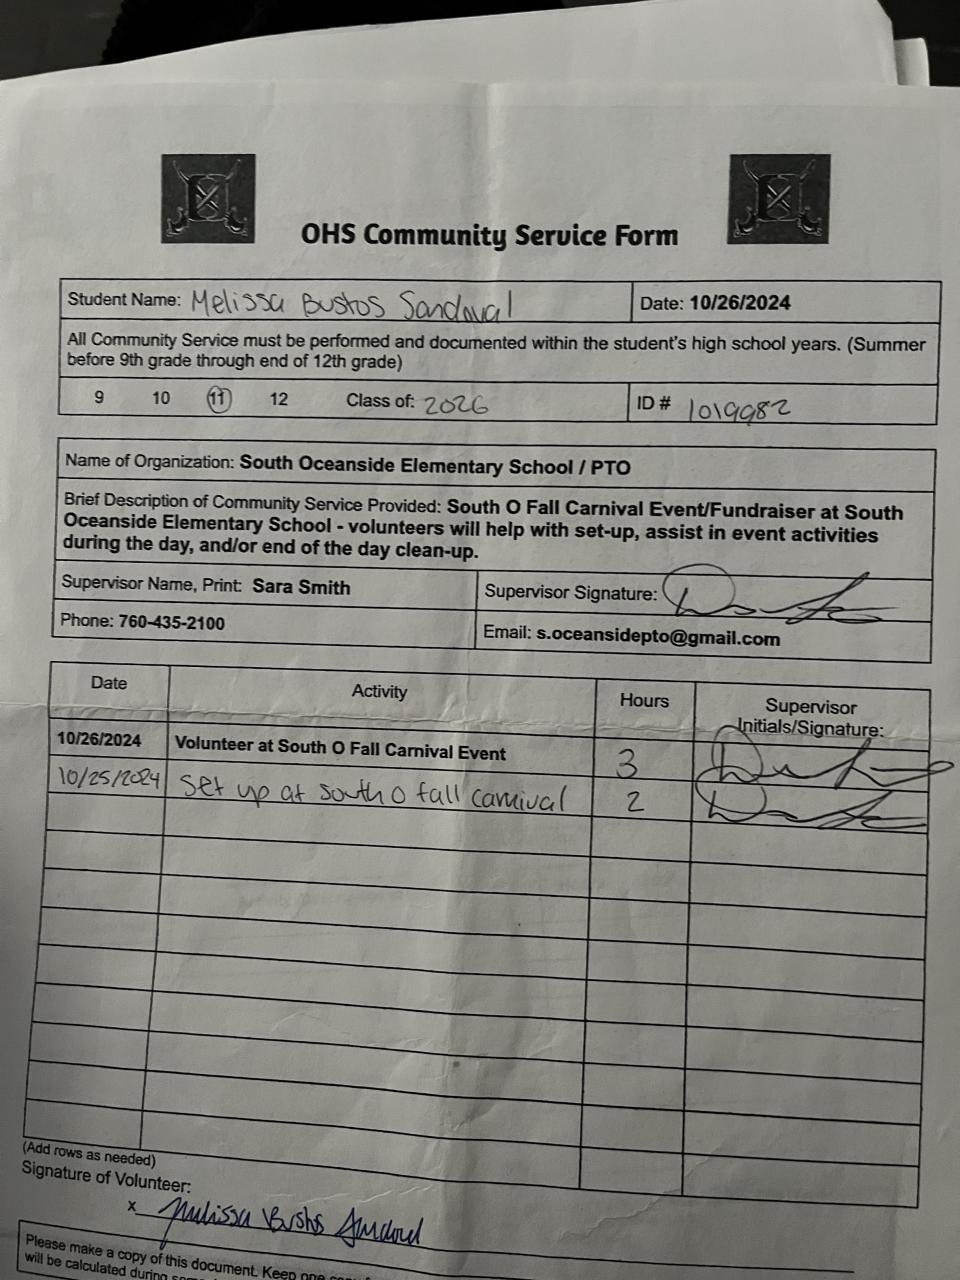 OHS Community Service Form
Student Name: Melissa Bustos Sandoval Date: 10/26/2024
All Community Service must be performed and documented within the student's high school years. (Summer
before 9th grade through end of 12th grade)
9 10 11 12 Class of: 2026 ID # 1019982
Name of Organization: South Oceanside Elementary School / PTO
Brief Description of Community Service Provided: South O Fall Carnival Event/Fundraiser at South
Oceanside Elementary School - volunteers will help with set-up, assist in event activities
during the day, and/or end of the day clean-up.
Supervisor Name, Print: Sara Smith Supervisor Signature:
Phone: 760-435-2100 Email: s.oceansidepto@gmail.com
Date Activity Hours Supervisor
Initials/Signature:
10/26/2024 Volunteer at South O Fall Carnival Event 3
10/25/2024 Set up at south O fall carnival 2
(Add rows as needed)
Signature of Volunteer:
x Melissa Bustos Sandoval
Please make a copy of this document. Keep one
will be calculated during